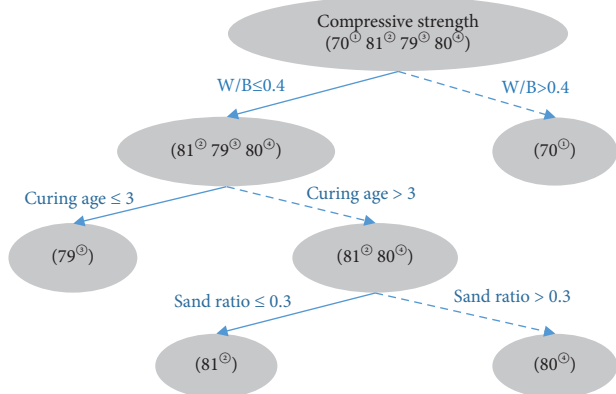 Compressive strength
(70① 81② 79③ 80④)
W/B≤0.4
W/B>0.4
(81② 79③ 80④)
(70①)
Curing age ≤ 3
Curing age > 3
(79③)
(81② 80④)
Sand ratio ≤ 0.3
Sand ratio > 0.3
(81②)
(80④)